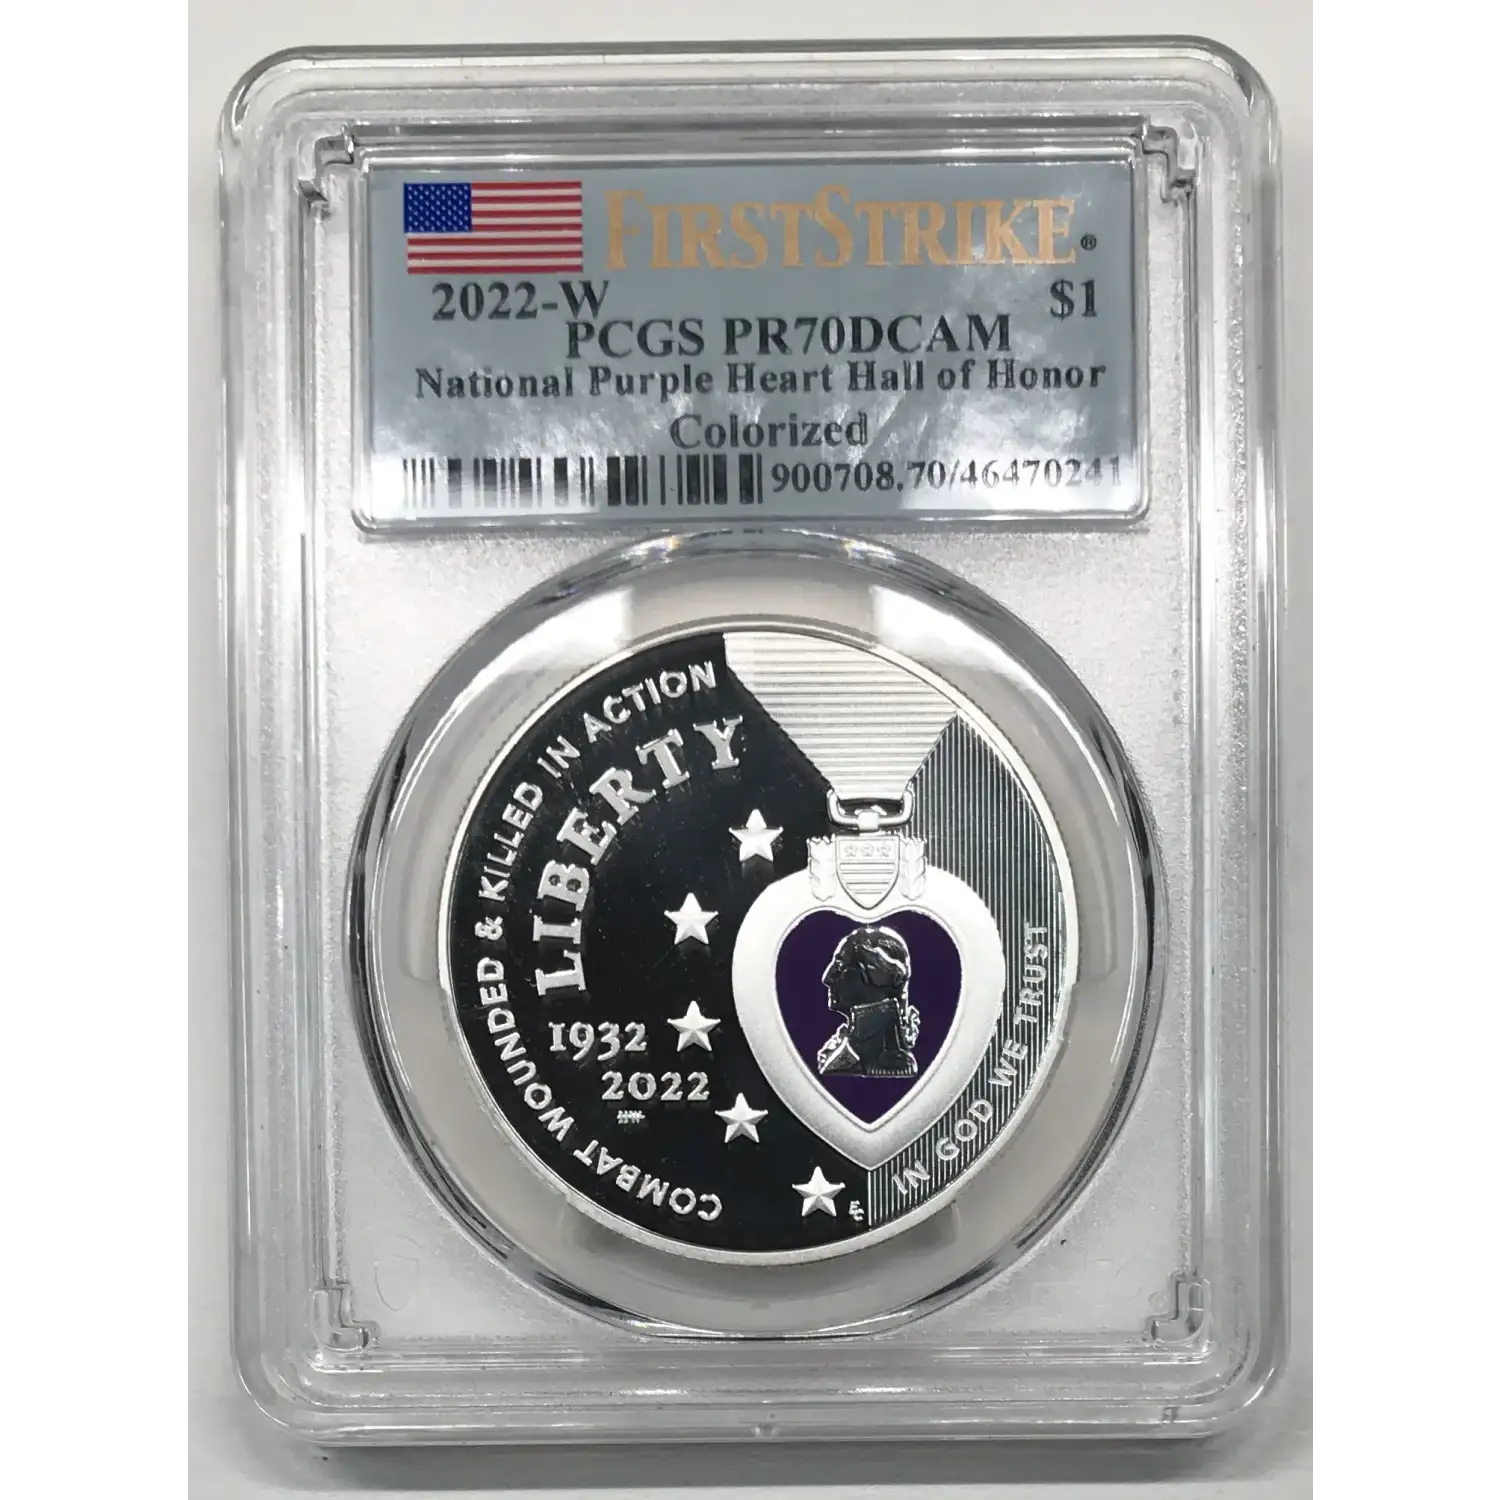 FIRSTSTRIKE®
2022-W $1
PCGS PR70DCAM
National Purple Heart Hall of Honor
Colorized
900708.70/46470241
COMBAT WOUNDED & KILLED IN ACTION
LIBERTY
1932
2022
EC
IN GOD WE TRUST